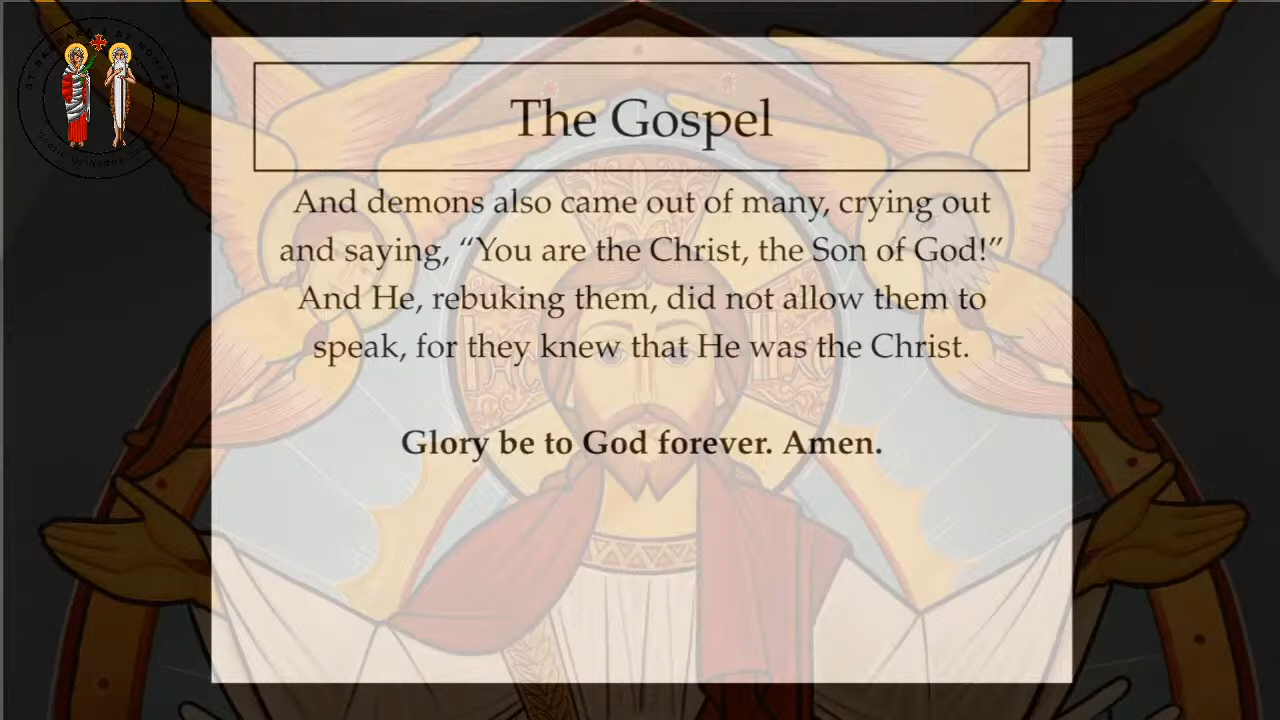 The Gospel
And demons also came out of many, crying out
and saying, “You are the Christ, the Son of God!”
And He, rebuking them, did not allow them to
speak, for they knew that He was the Christ.
Glory be to God forever. Amen.